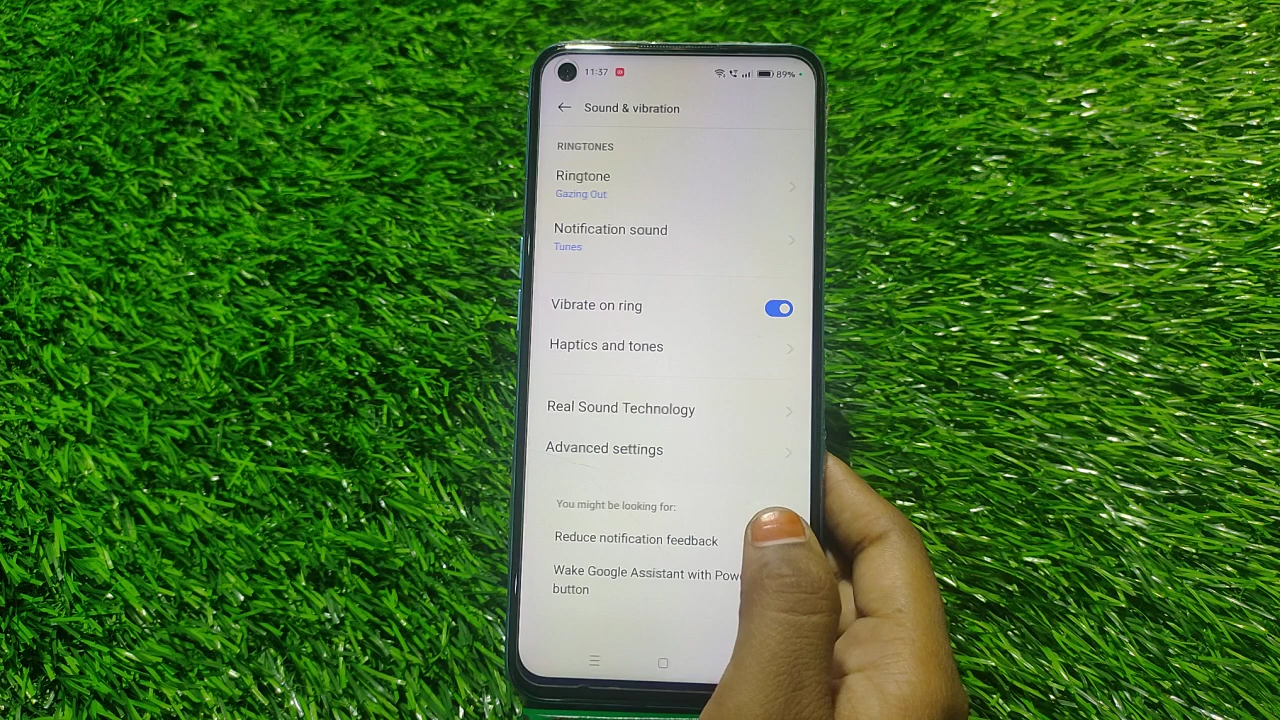 11:37 89%
Sound & vibration
RINGTONES
Ringtone
Gazing Out
Notification sound
Tunes
Vibrate on ring
Haptics and tones
Real Sound Technology
Advanced settings
You might be looking for:
Reduce notification feedback
Wake Google Assistant with
button